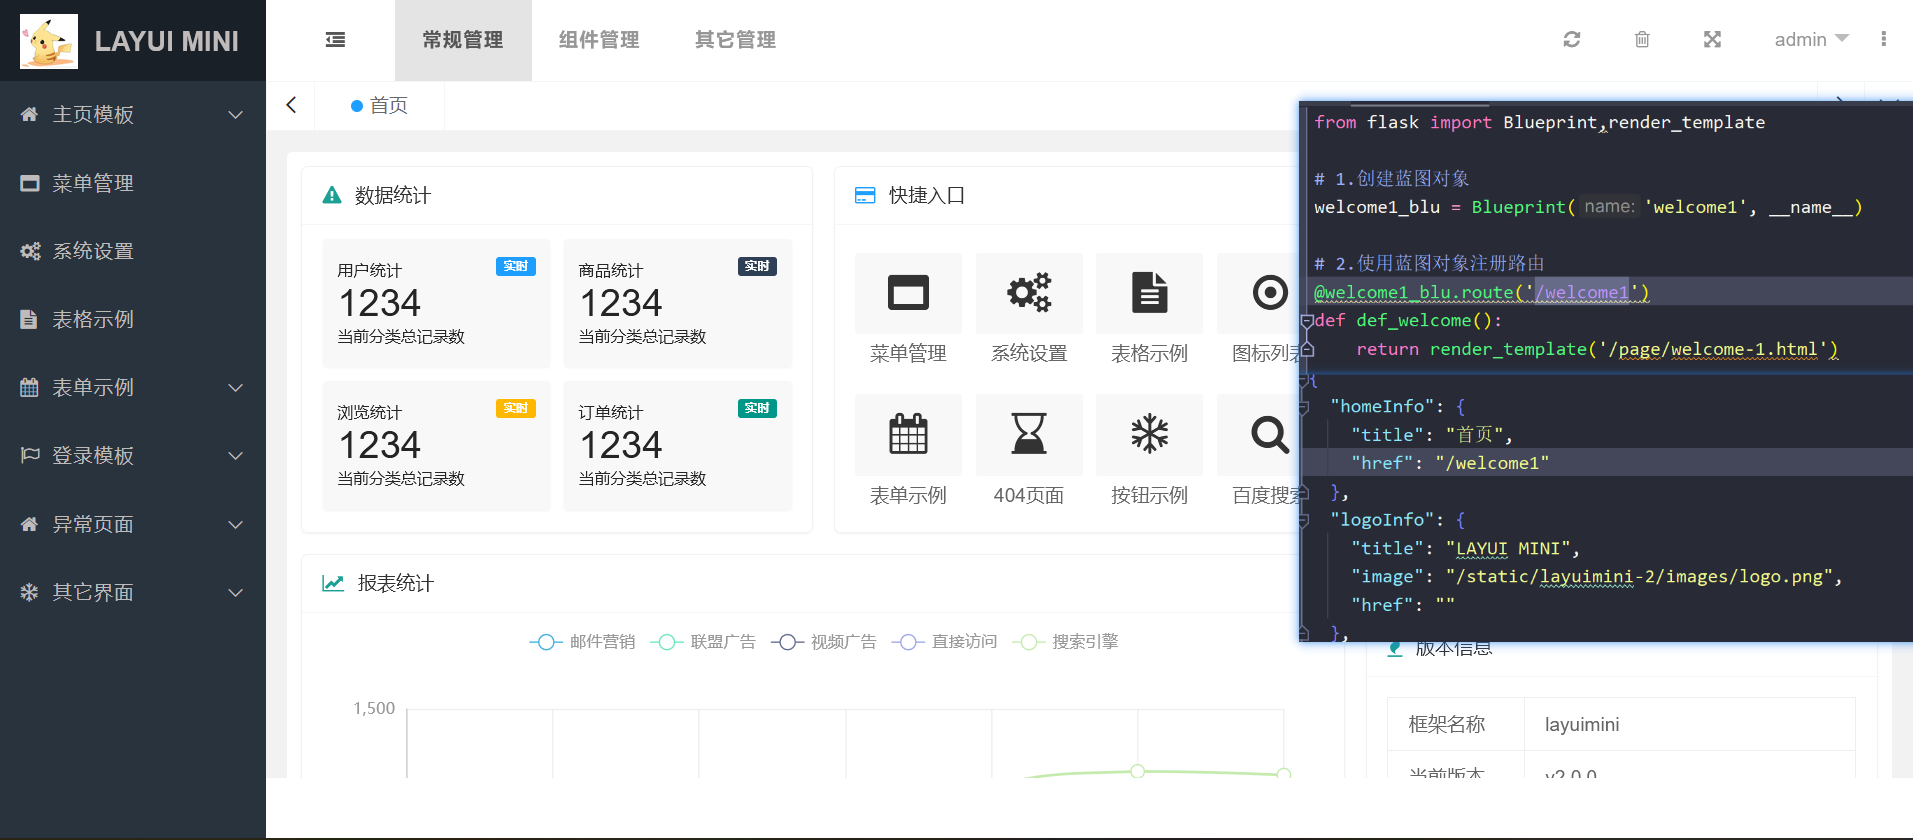 LAYUI MINI
常规管理
组件管理
其它管理
admin
主页模板
菜单管理
系统设置
表格示例
表单示例
登录模板
异常页面
其它界面
首页
数据统计
用户统计
实时
1234
当前分类总记录数
商品统计
实时
1234
当前分类总记录数
浏览统计
实时
1234
当前分类总记录数
订单统计
实时
1234
当前分类总记录数
快捷入口
菜单管理
系统设置
表格示例
图标列表
表单示例
404页面
按钮示例
百度搜索
报表统计
邮件营销
联盟广告
视频广告
直接访问
搜索引擎
1,500
from flask import Blueprint,render_template
# 1.创建蓝图对象
welcome1_blu = Blueprint( name: 'welcome1', __name__)
# 2.使用蓝图对象注册路由
@welcome1_blu.route('/welcome1')
def def_welcome():
return render_template('/page/welcome-1.html')
{
"homeInfo": {
"title": "首页",
"href": "/welcome1"
},
"logoInfo": {
"title": "LAYUI MINI",
"image": "/static/layuimini-2/images/logo.png",
"href": ""
},
版本信息
框架名称
layuimini
当前版本
v2.0.0